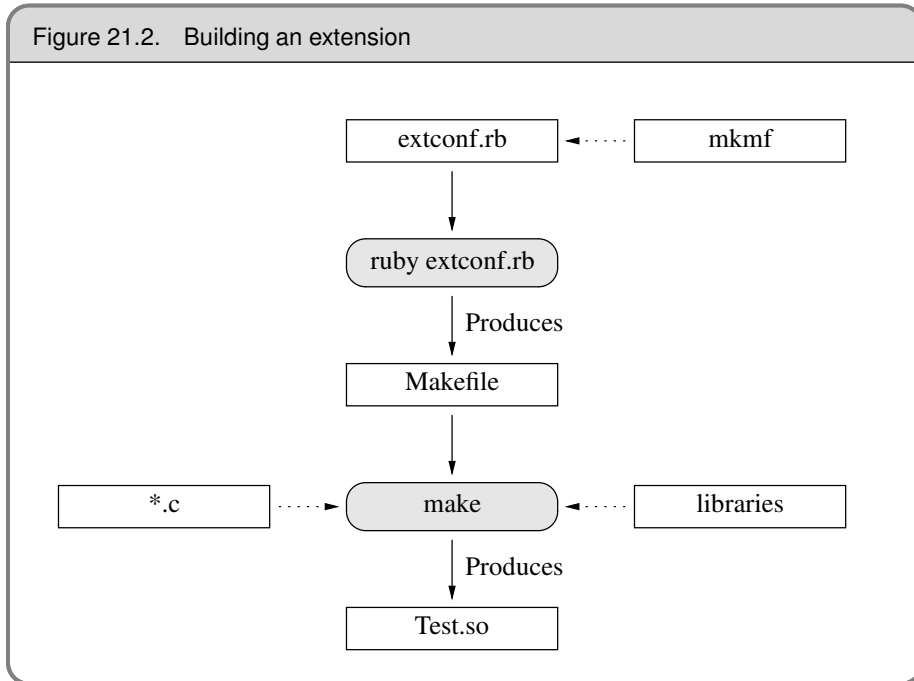 Figure 21.2. Building an extension
extconf.rb
mkmf
ruby extconf.rb
Produces
Makefile
*.c
make
libraries
Produces
Test.so